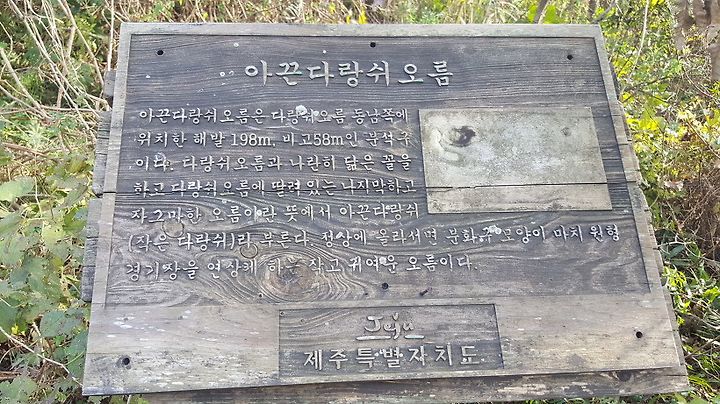 아끈다랑쉬오름
아끈다랑쉬오름은 다랑쉬오름 동남쪽에
위치한 해발 198m, 비고58m인 분석구
이다. 다랑쉬오름과 나란히 닮은 꼴을
하고 다랑쉬오름에 딸려 있는 나지막하고
자그마한 오름이란 뜻에서 아끈다랑쉬
(작은 다랑쉬)라 부른다. 정상에 올라서면 분화구 모양이 마치 원형
경기장을 연상케 하는 작고 귀여운 오름이다.
Jeju
제주특별자치도